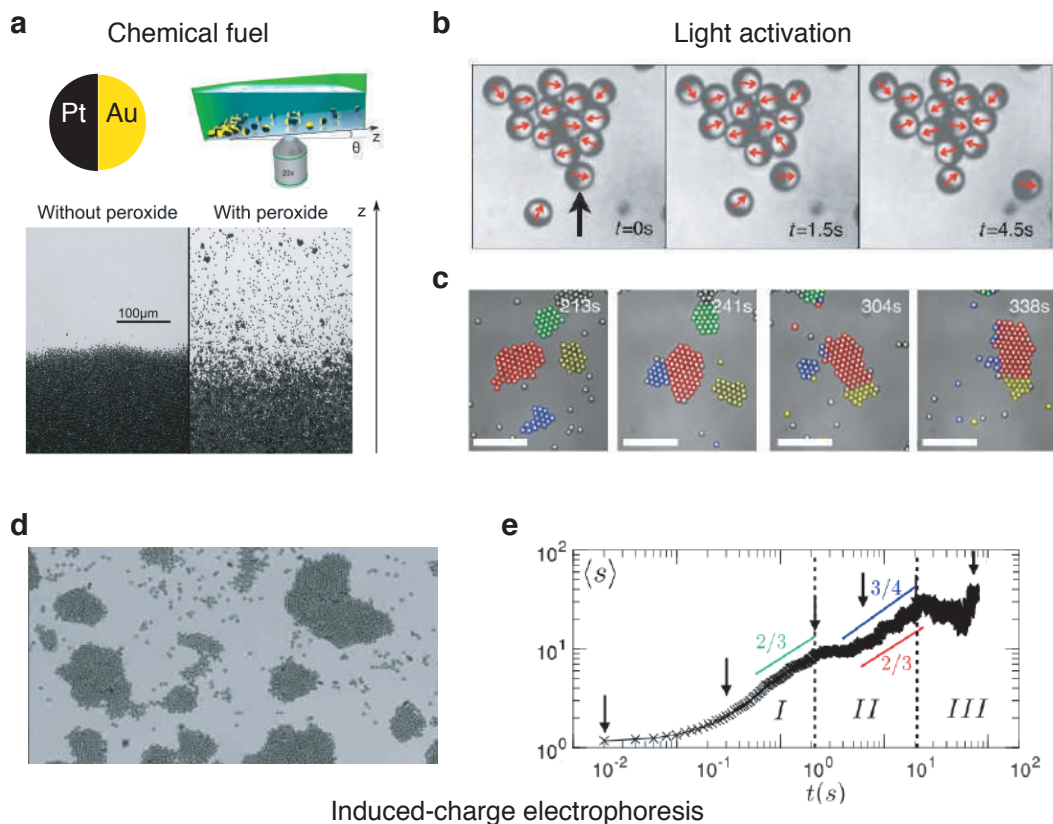 a
Chemical fuel
Pt Au
z
θ
20x
Without peroxide
With peroxide
z
100µm
b
Light activation
t=0s
t=1.5s
t=4.5s
c
213s
241s
304s
338s
d
e
⟨s⟩
10²
10¹
10⁰
2/3
3/4
2/3
I
II
III
10⁻²
10⁻¹
10⁰
10¹
10²
t(s)
Induced-charge electrophoresis